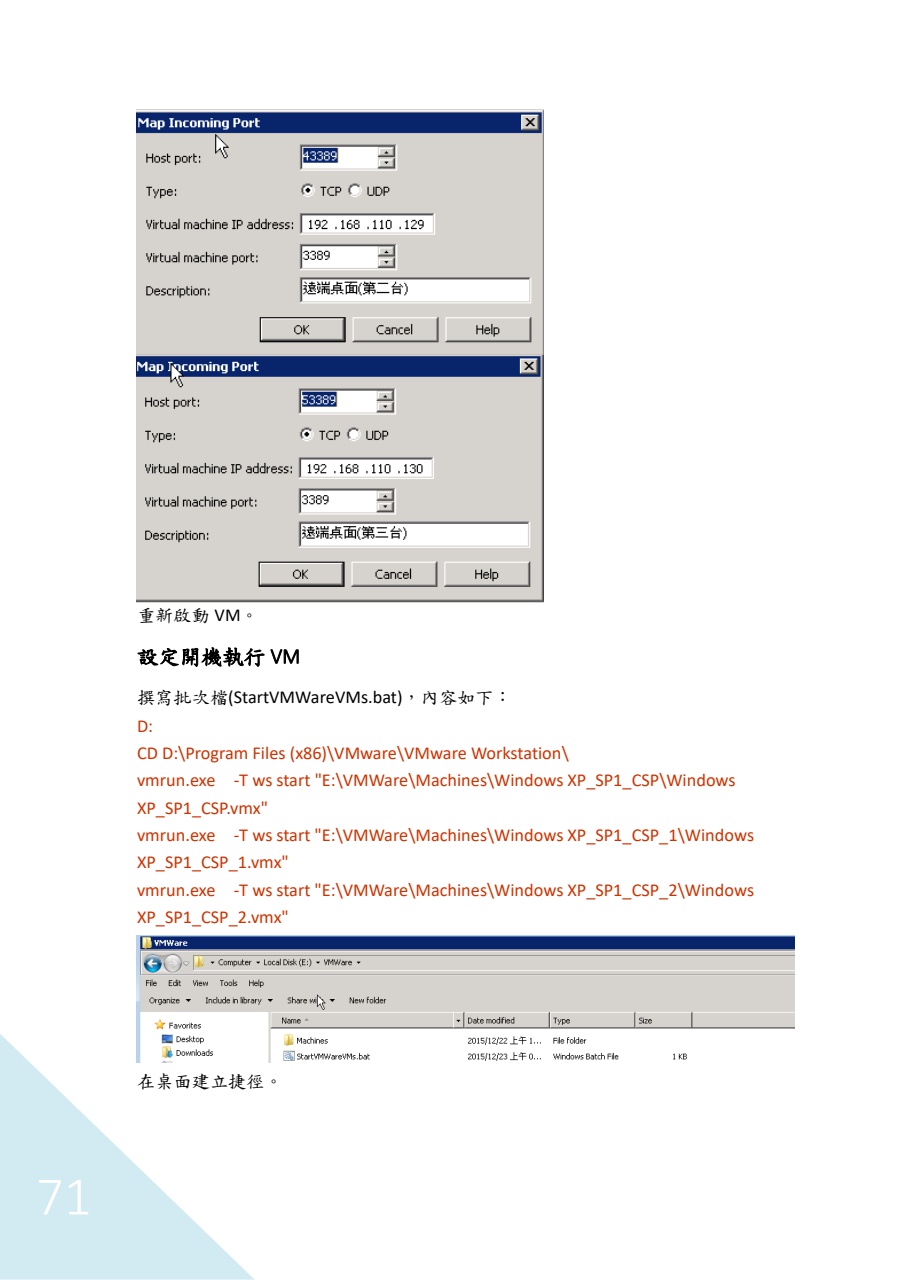 Map Incoming Port
Host port: 43389
Type: TCP UDP
Virtual machine IP address: 192 .168 .110 .129
Virtual machine port: 3389
Description: 遠端桌面(第二台)
OK Cancel Help
Map Incoming Port
Host port: 53389
Type: TCP UDP
Virtual machine IP address: 192 .168 .110 .130
Virtual machine port: 3389
Description: 遠端桌面(第三台)
OK Cancel Help
重新啟動 VM。
設定開機執行 VM
撰寫批次檔(StartVMWareVMs.bat)，內容如下：
D:
CD D:\Program Files (x86)\VMware\VMware Workstation\
vmrun.exe -T ws start "E:\VMWare\Machines\Windows XP_SP1_CSP\Windows
XP_SP1_CSP.vmx"
vmrun.exe -T ws start "E:\VMWare\Machines\Windows XP_SP1_CSP_1\Windows
XP_SP1_CSP_1.vmx"
vmrun.exe -T ws start "E:\VMWare\Machines\Windows XP_SP1_CSP_2\Windows
XP_SP1_CSP_2.vmx"
VMWare
Computer Local Disk (E:) VMWare
File Edit View Tools Help
Organize Include in library Share with New folder
Favorites Name Date modified Type Size
Desktop Machines 2015/12/22 上午 1... File folder
Downloads StartVMWareVMs.bat 2015/12/23 上午 0... Windows Batch File 1 KB
在桌面建立捷徑。
71